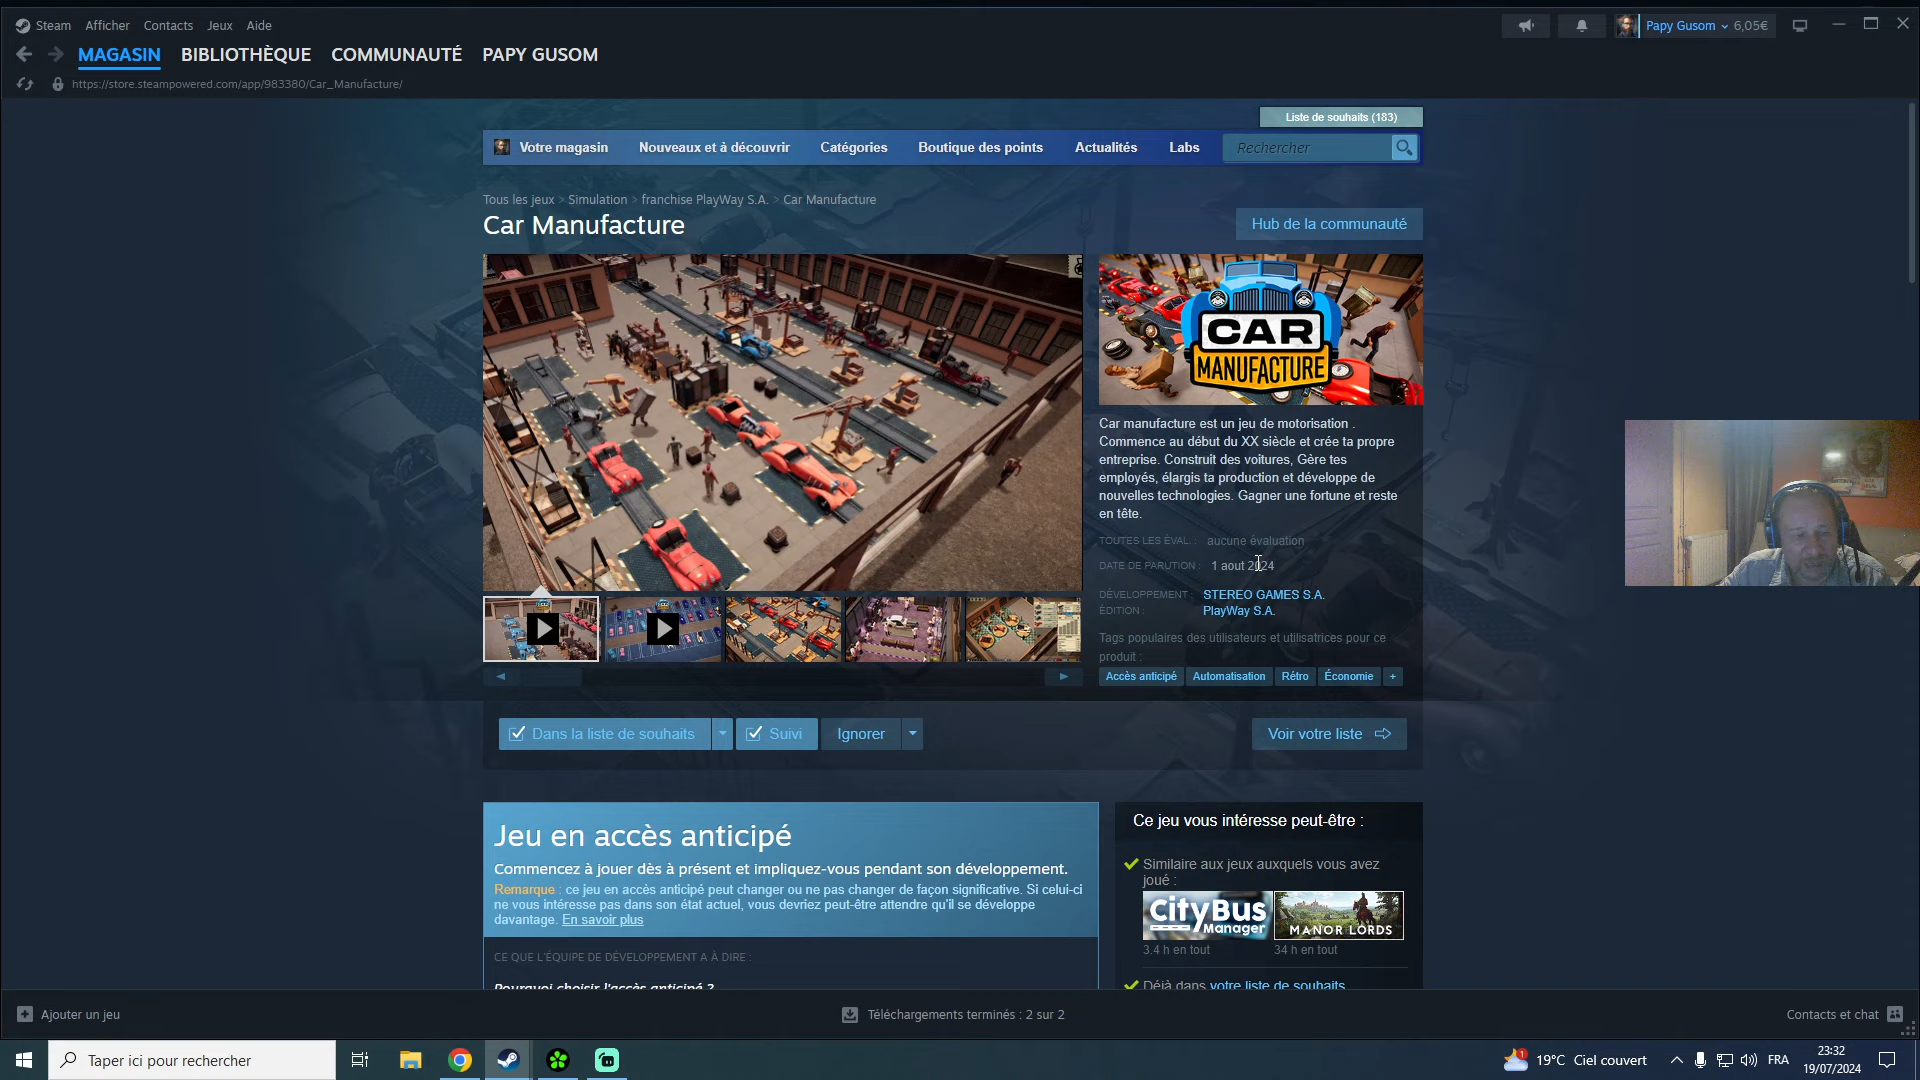 Steam Afficher Contacts Jeux Aide
Papy Gusom 6,05€
MAGASIN BIBLIOTHÈQUE COMMUNAUTÉ PAPY GUSOM
https://store.steampowered.com/app/983380/Car_Manufacture/
Liste de souhaits (183)
Votre magasin Nouveaux et à découvrir Catégories Boutique des points Actualités Labs Rechercher
Tous les jeux > Simulation > franchise PlayWay S.A. > Car Manufacture
Car Manufacture
Hub de la communauté
CAR
MANUFACTURE
Car manufacture est un jeu de motorisation .
Commence au début du XX siècle et crée ta propre
entreprise. Construit des voitures, Gère tes
employés, élargis ta production et développe de
nouvelles technologies. Gagner une fortune et reste
en tête.
TOUTES LES ÉVAL. : aucune évaluation
DATE DE PARUTION : 1 aout 2024
DÉVELOPPEMENT : STEREO GAMES S.A.
ÉDITION : PlayWay S.A.
Tags populaires des utilisateurs et utilisatrices pour ce
produit :
Accès anticipé Automatisation Rétro Économie +
Dans la liste de souhaits Suivi Ignorer Voir votre liste
Jeu en accès anticipé
Commencez à jouer dès à présent et impliquez-vous pendant son développement.
Remarque : ce jeu en accès anticipé peut changer ou ne pas changer de façon significative. Si celui-ci
ne vous intéresse pas dans son état actuel, vous devriez peut-être attendre qu'il se développe
davantage. En savoir plus
CE QUE L'ÉQUIPE DE DÉVELOPPEMENT A À DIRE :
Pourquoi choisir l'accès anticipé ?
Ce jeu vous intéresse peut-être :
Similaire aux jeux auxquels vous avez
joué :
CityBus
Manager
MANOR LORDS
3.4 h en tout 34 h en tout
Déjà dans votre liste de souhaits
Ajouter un jeu Téléchargements terminés : 2 sur 2 Contacts et chat
Taper ici pour rechercher
1 19°C Ciel couvert FRA
23:32
19/07/2024